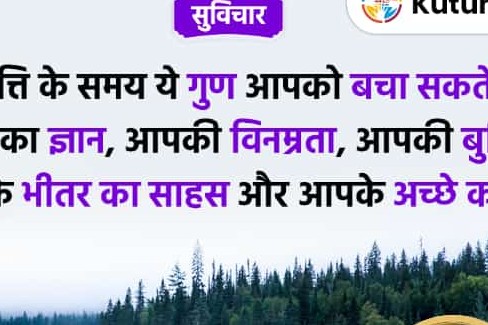 सुविचार
Kutu
त्ति के समय ये गुण आपको बचा सकते
का ज्ञान, आपकी विनम्रता, आपकी
भीतर का साहस और आपके अच्छे